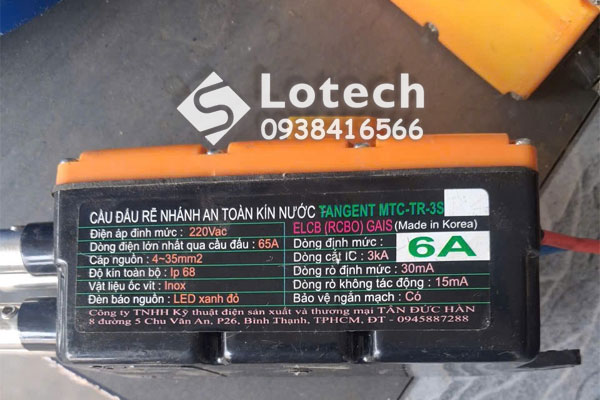 Lotech
0938416566
CẦU ĐẤU RẼ NHÁNH AN TOÀN KÍN NƯỚC TANGENT MTC-TR-3S
Điện áp định mức : 220Vac
Dòng điện lớn nhất qua cầu đấu : 65A
Cáp nguồn : 4~35mm2
Độ kín toàn bộ : Ip 68
Vật liệu ốc vít : Inox
Đèn báo nguồn : LED xanh đỏ
ELCB (RCBO) GAIS (Made in Korea)
Dòng định mức : 6A
Dòng cắt IC : 3kA
Dòng rò định mức : 30mA
Dòng rò không tác động : 15mA
Bảo vệ ngắn mạch : Có
Công ty TNHH Kỹ thuật điện sản xuất và thương mại TÂN ĐỨC HÀN
8 đường 5 Chu Văn An, P26, Bình Thạnh, TPHCM, ĐT - 0945887288